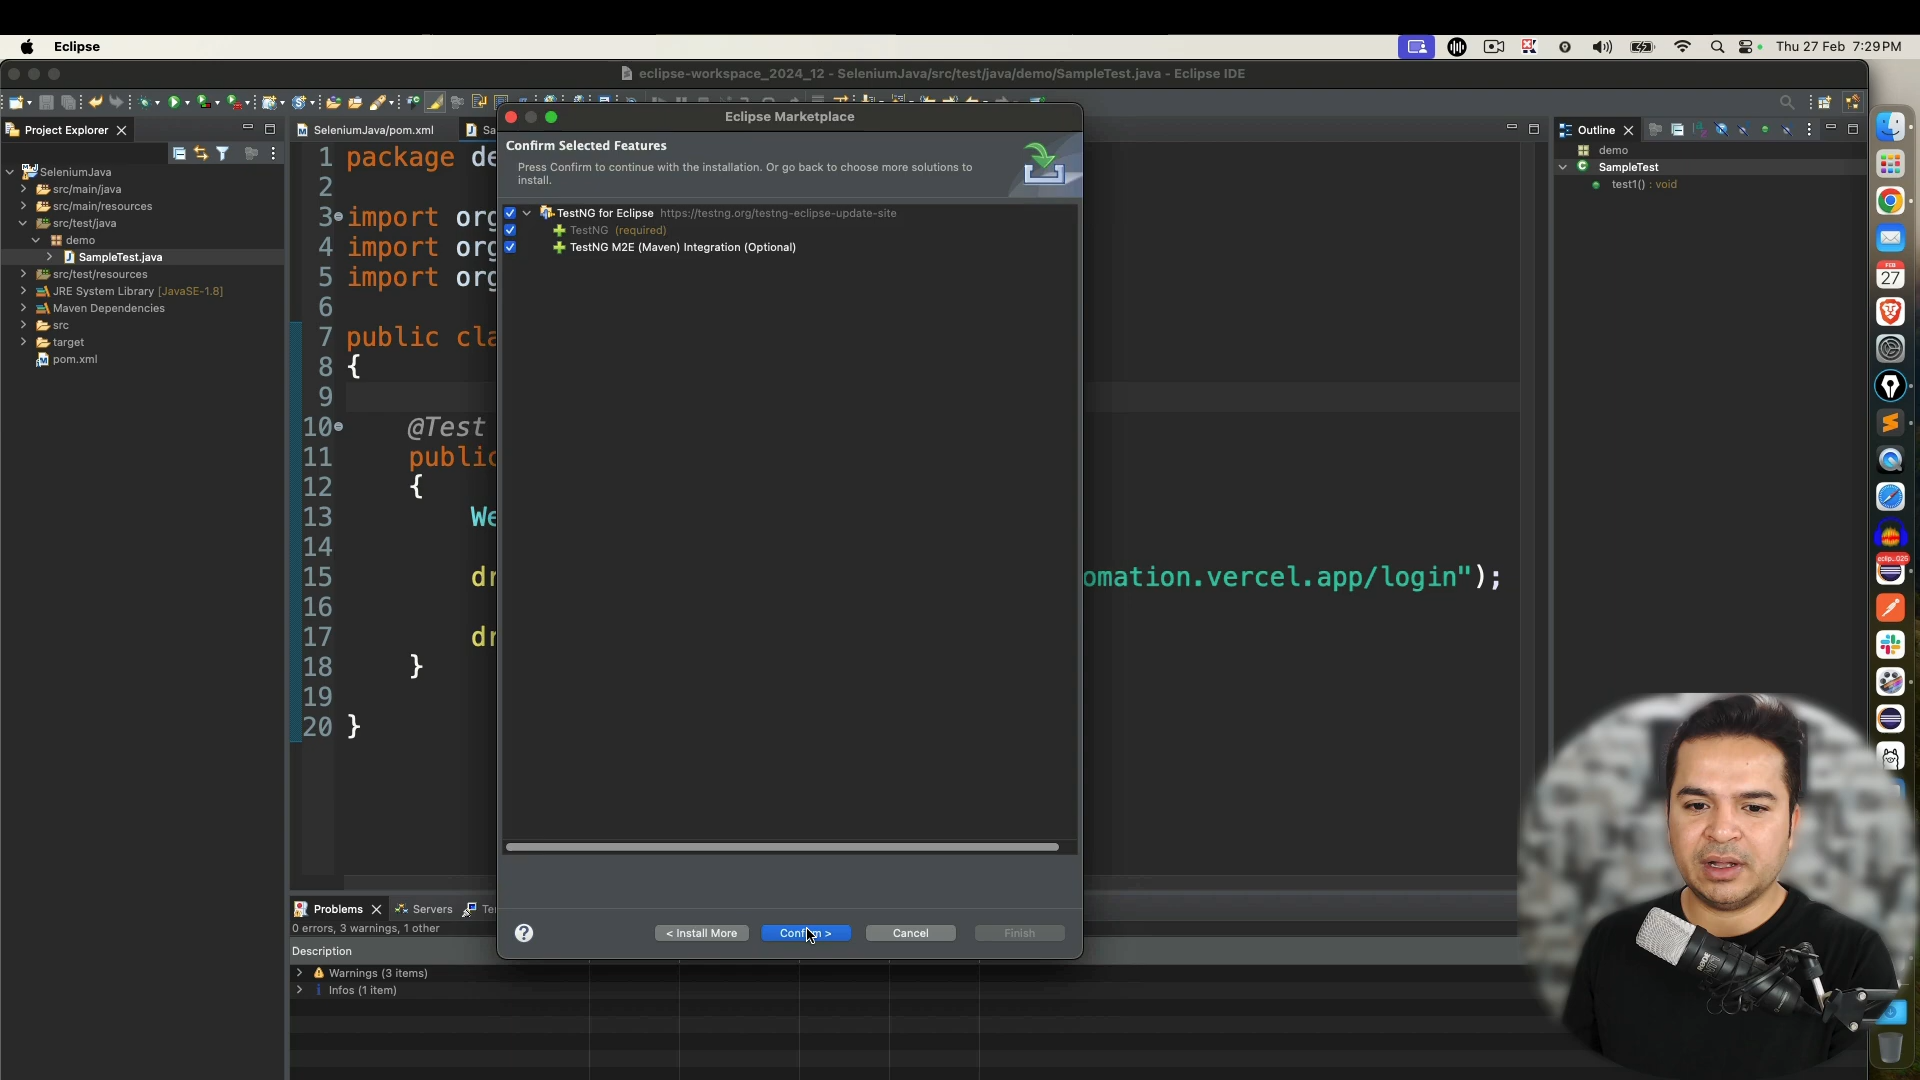 Eclipse
Thu 27 Feb 7:29 PM
eclipse-workspace_2024_12 - SeleniumJava/src/test/java/demo/SampleTest.java - Eclipse IDE
Project Explorer
SeleniumJava
src/main/java
src/main/resources
src/test/java
demo
SampleTest.java
src/test/resources
JRE System Library [JavaSE-1.8]
Maven Dependencies
src
target
pom.xml
SeleniumJava/pom.xml
Sa
1 package de
2
3 import org
4 import org
5 import org
6
7 public cla
8 {
9
10 @Test
11 public
12 {
13 We
14
15 dr
omation.vercel.app/login");
16
17 dr
18 }
19
20 }
Eclipse Marketplace
Confirm Selected Features
Press Confirm to continue with the installation. Or go back to choose more solutions to
install.
TestNG for Eclipse https://testng.org/testng-eclipse-update-site
TestNG (required)
TestNG M2E (Maven) Integration (Optional)
?
< Install More
Cancel
Finish
Outline
demo
SampleTest
test1() : void
Problems
Servers
Te
0 errors, 3 warnings, 1 other
Description
Warnings (3 items)
Infos (1 item)
FEB
27